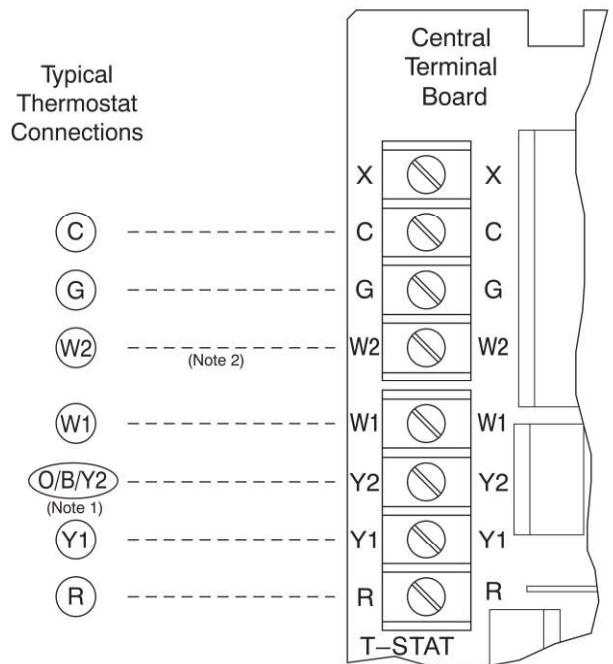 Typical
Thermostat
Connections
Central
Terminal
Board
X X
C C C
G G G
W2 (Note 2) W2 W2
W1 W1 W1
O/B/Y2 Y2 Y2
(Note 1)
Y1 Y1 Y1
R R R
T–STAT